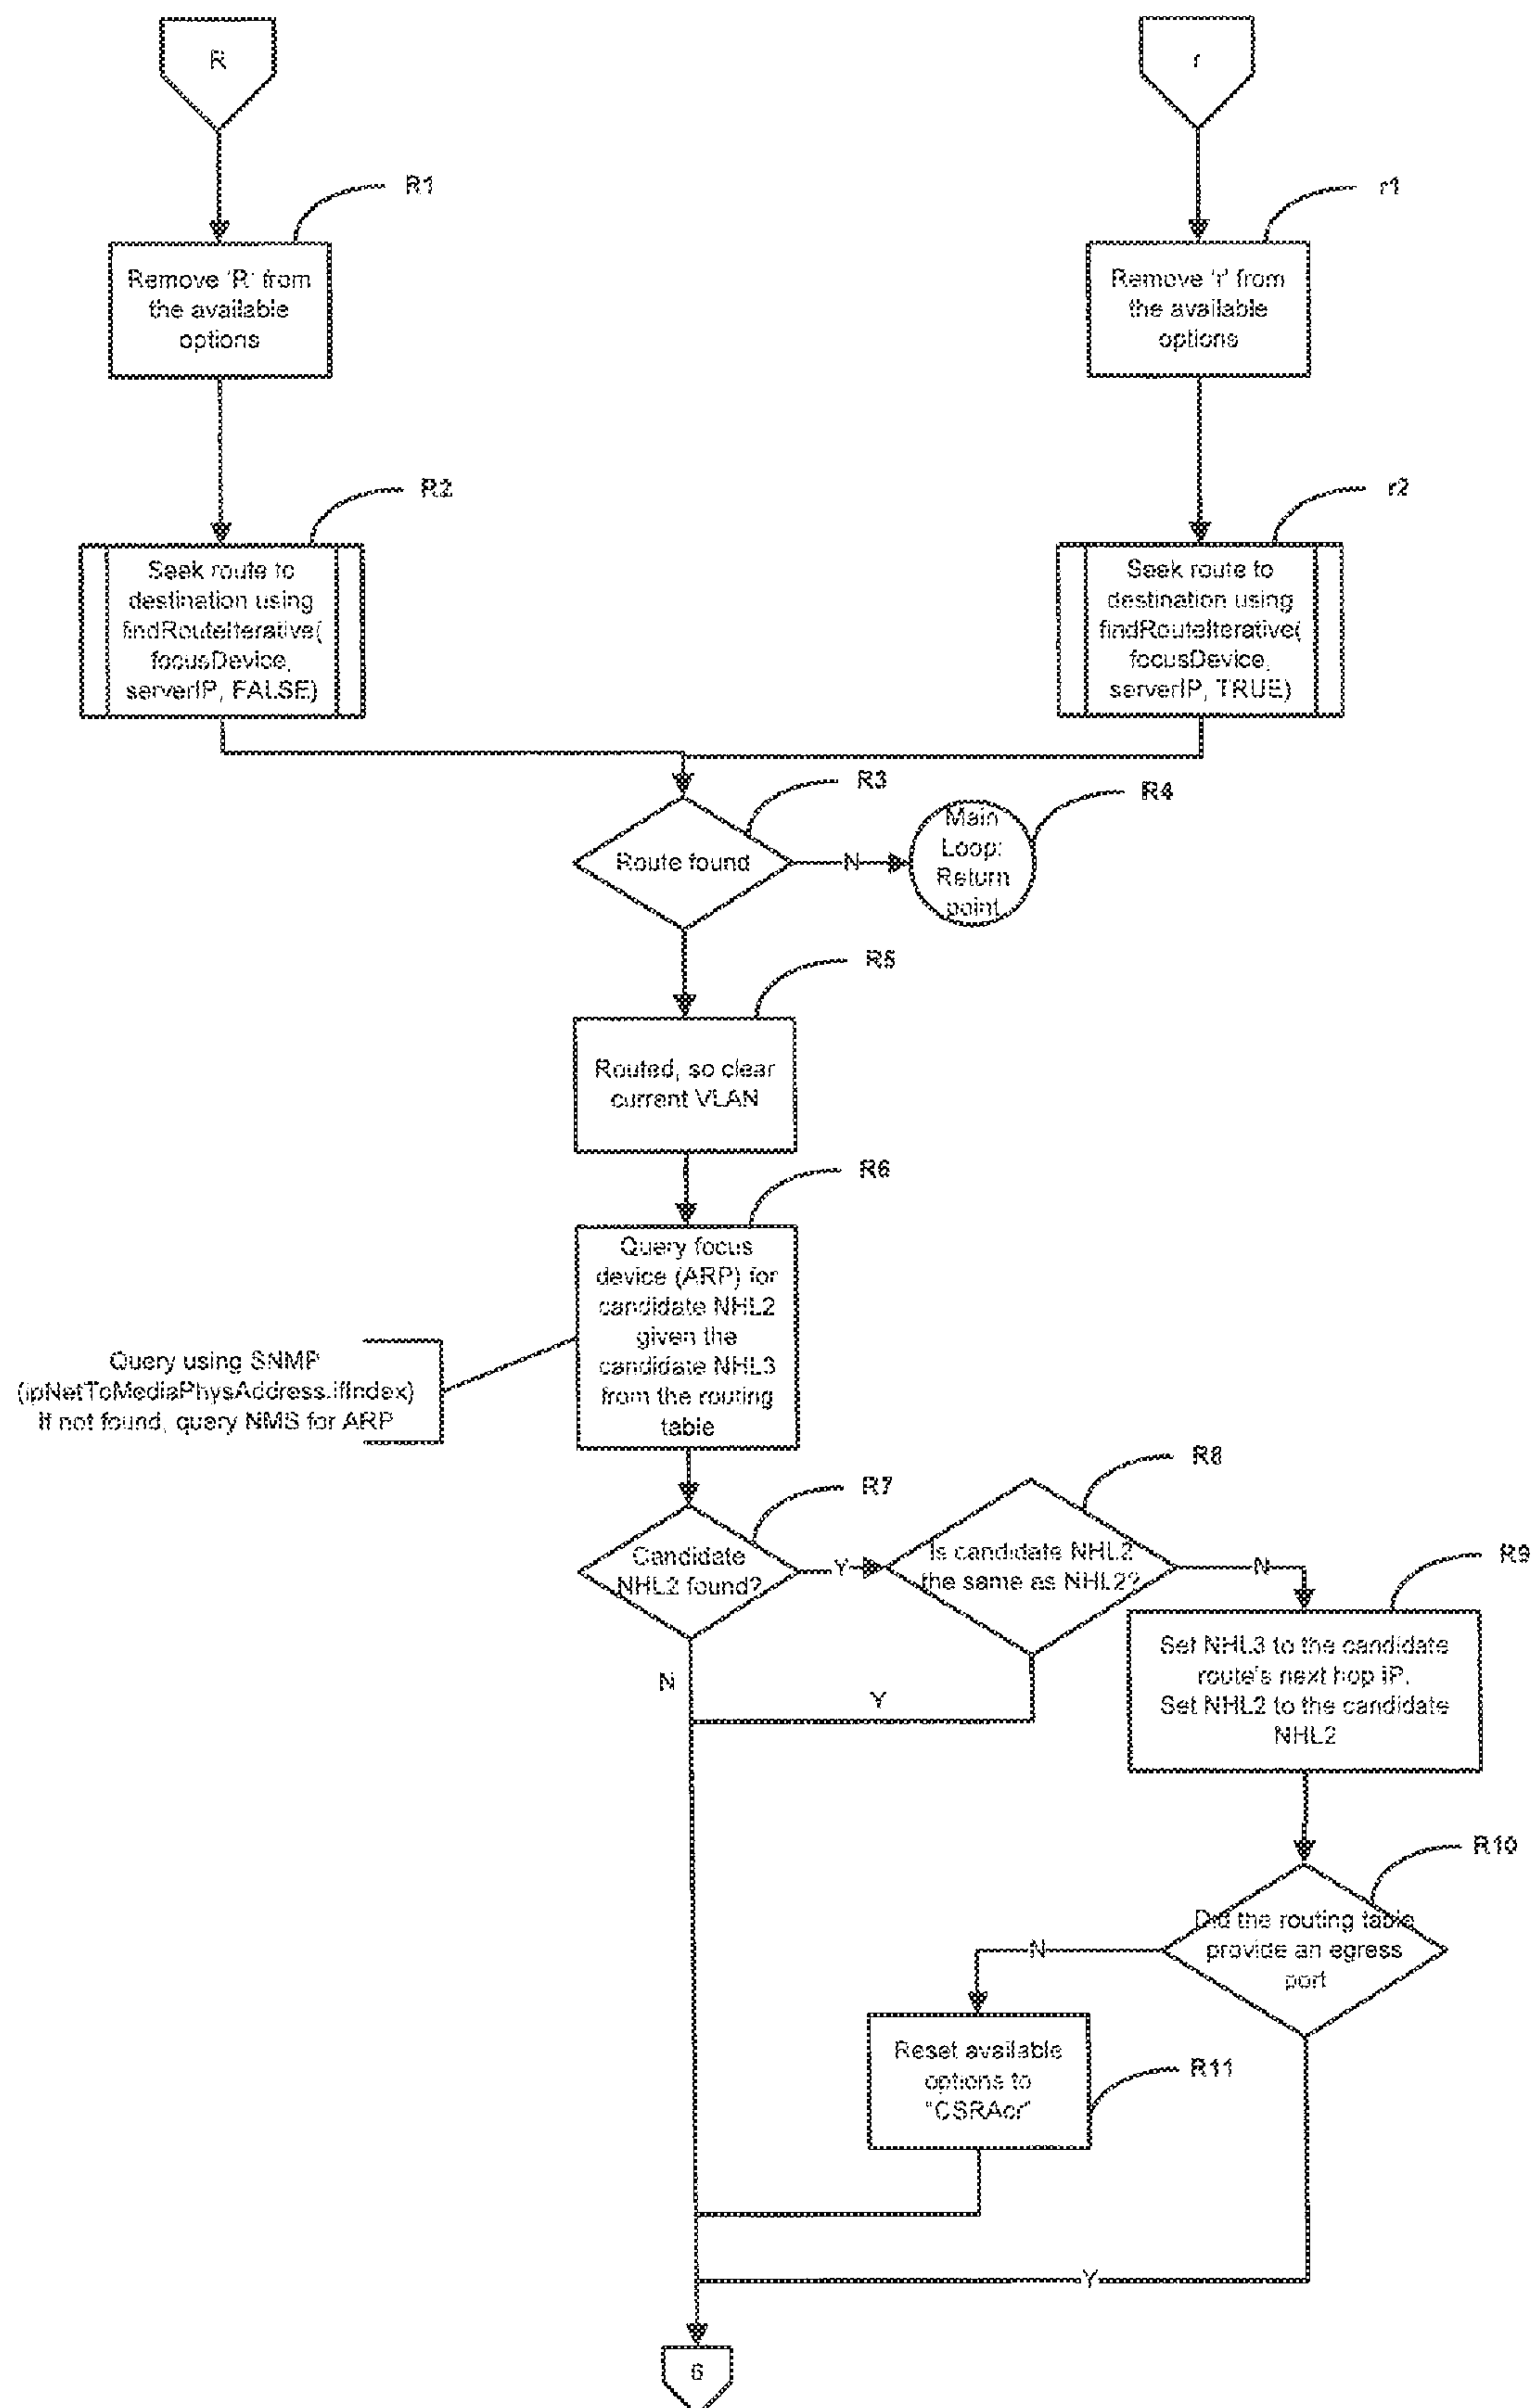 R
r
R1
r1
Remove 'R' from
the available
options
Remove 'r' from
the available
options
R2
r2
Seek route to
destination using
findRouteIterative(
focusDevice,
serverIP, FALSE)
Seek route to
destination using
findRouteIterative(
focusDevice,
serverIP, TRUE)
R3
R4
Route found
N
Main
Loop:
Return
point
R5
Routed, so clear
current VLAN
R6
Query focus
device (ARP) for
candidate NHL2
given the
candidate NHL3
from the routing
table
Query using SNMP
(ipNetToMediaPhysAddress.ifIndex)
If not found, query NMS for ARP
R7
R8
Candidate
NHL2 found?
Y
Is candidate NHL2
the same as NHL2?
N
R9
Set NHL3 to the candidate
route's next hop IP.
Set NHL2 to the candidate
NHL2
N
Y
R10
Did the routing table
provide an egress
port
N
Reset available
options to
"CSRAcr"
R11
Y
6